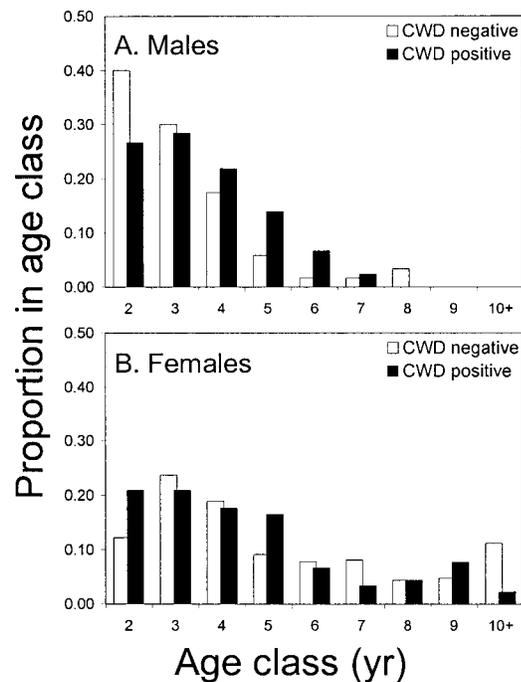 Proportion in age class
0.50
0.40
0.30
0.20
0.10
0.00
A. Males
CWD negative
CWD positive
2 3 4 5 6 7 8 9 10+
0.50
0.40
0.30
0.20
0.10
0.00
B. Females
CWD negative
CWD positive
2 3 4 5 6 7 8 9 10+
Age class (yr)